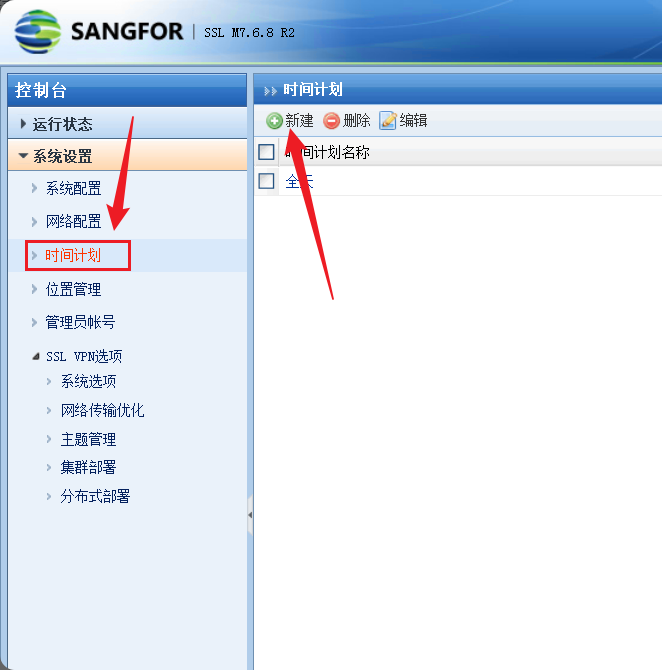 SANGFOR | SSL M7.6.8 R2
控制台
时间计划
运行状态
新建 删除 编辑
系统设置
时间计划名称
系统配置
全天
网络配置
时间计划
位置管理
管理员帐号
SSL VPN选项
系统选项
网络传输优化
主题管理
集群部署
分布式部署